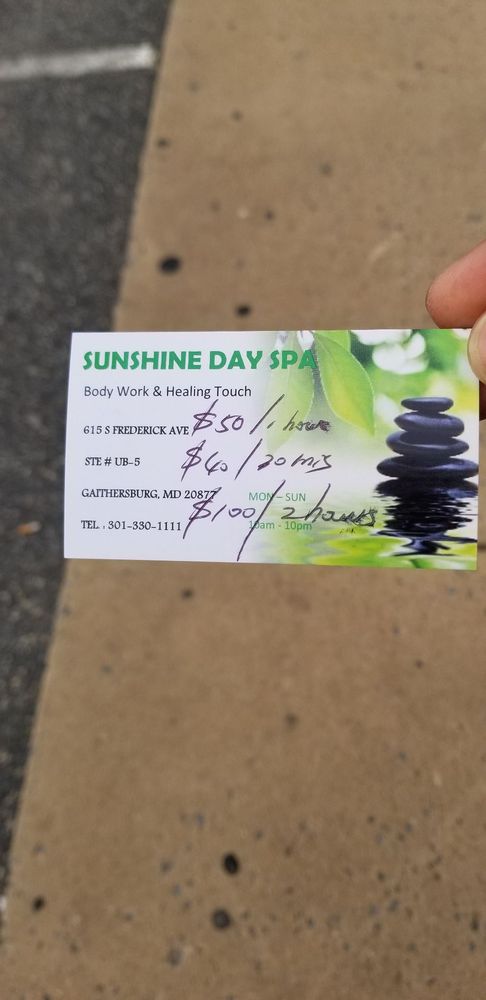 SUNSHINE DAY SPA
Body Work & Healing Touch
615 S FREDERICK AVE $50/1 hour
STE # UB-5 $40/30 mis
GAITHERSBURG, MD 20877 MON – SUN
TEL : 301-330-1111 $100/2 hours
10am - 10pm